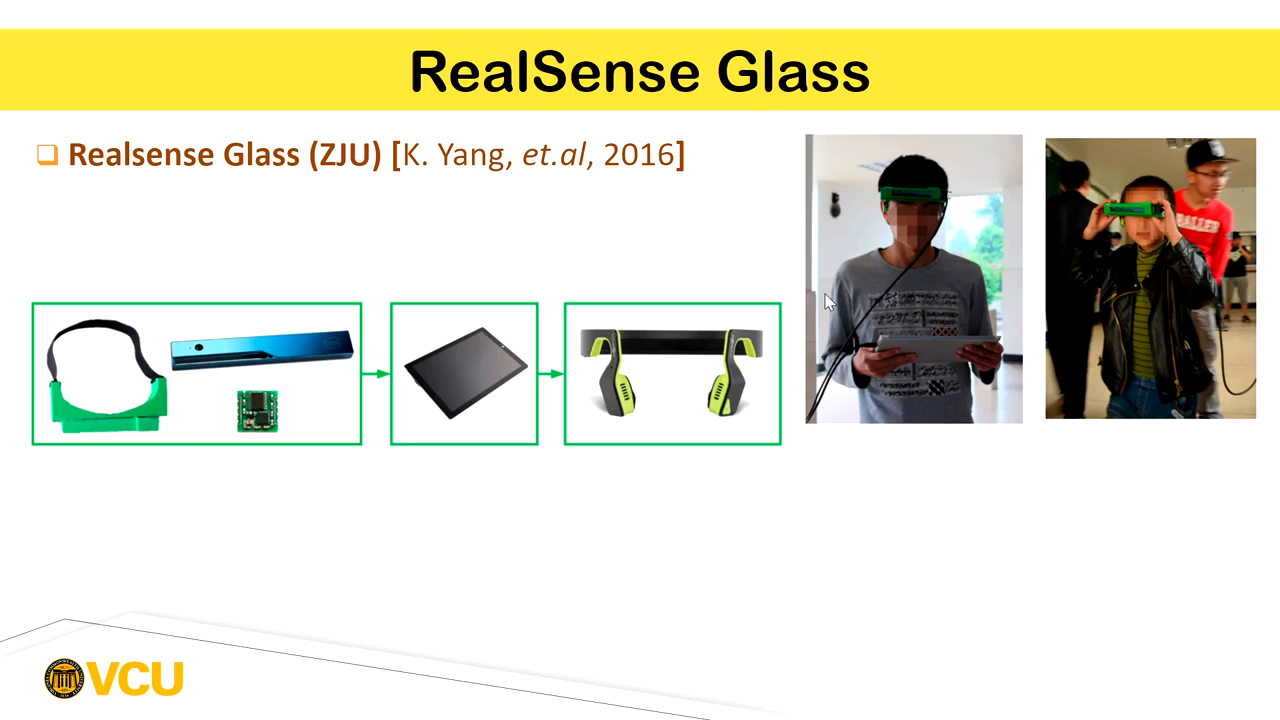 RealSense Glass
❑ Realsense Glass (ZJU) [K. Yang, et.al, 2016]
VCU